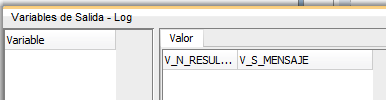 Variables de Salida - Log
Variable
Valor
V_N_RESUL... V_S_MENSAJE